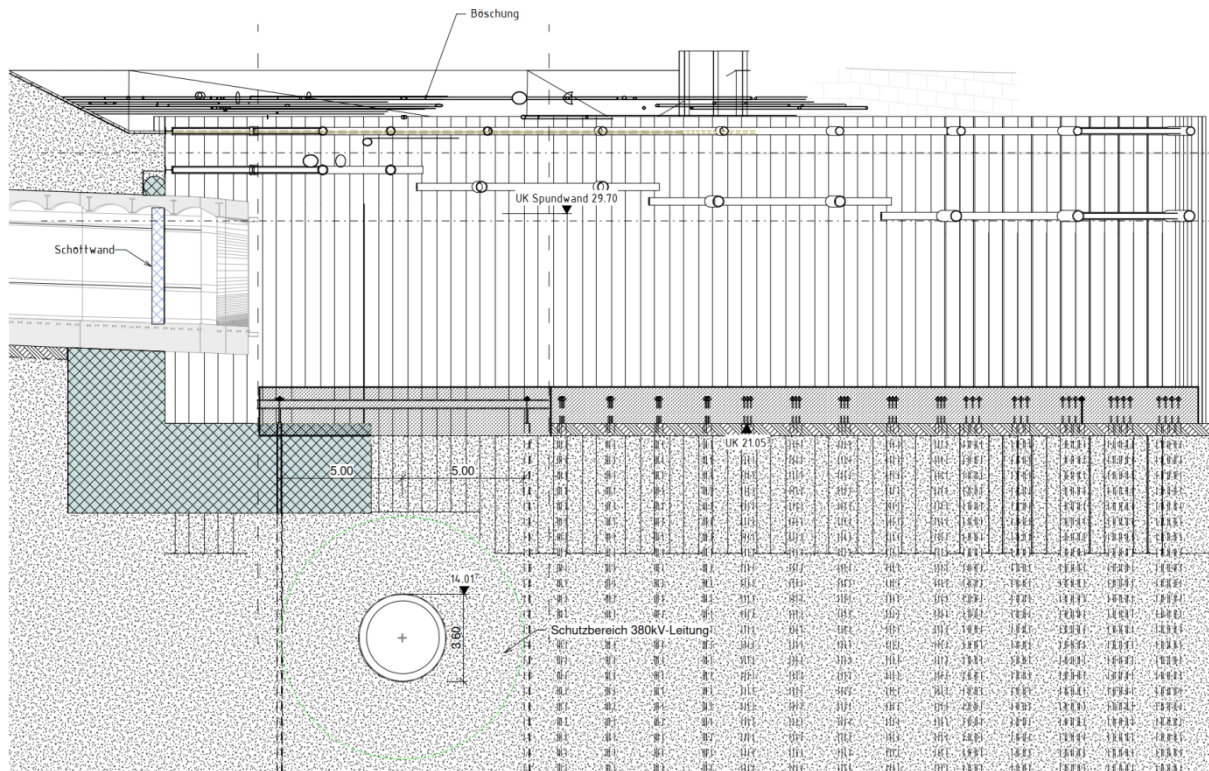 Böschung
UK Spundwand 29.70
Schottwand
UK 21.05
5.00
5.00
14.01
3.60
Schutzbereich 380kV-Leitung